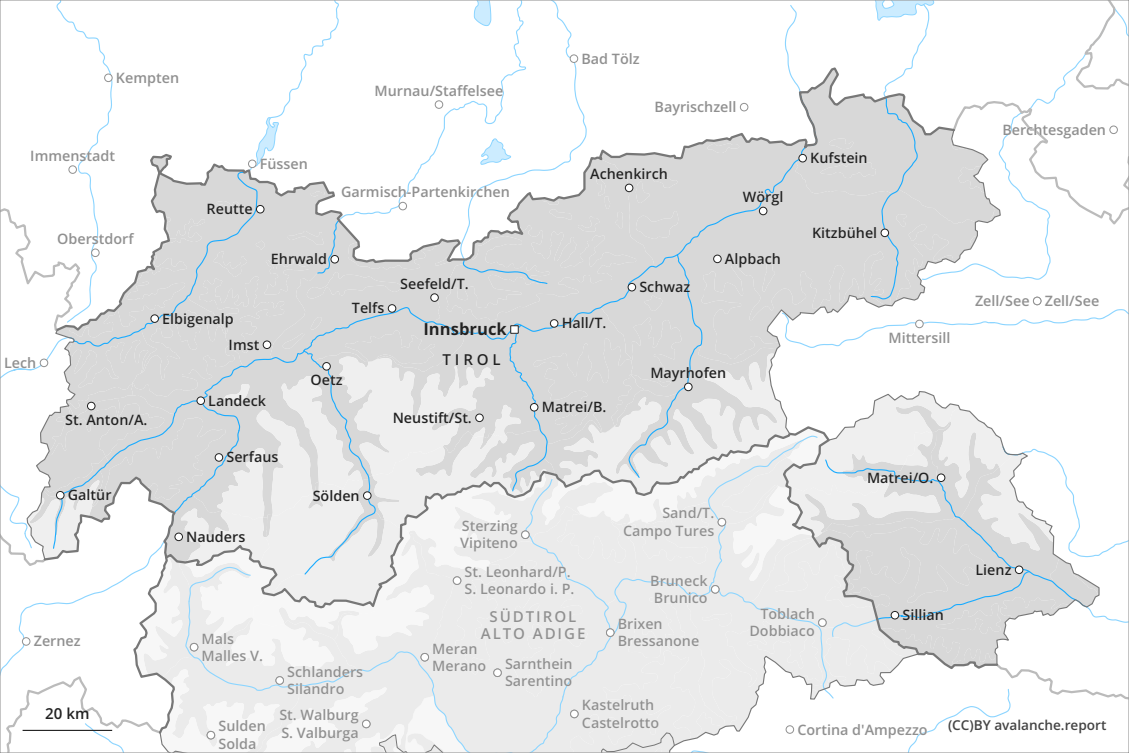 Kempten
Bad Tölz
Murnau/Staffelsee
Bayrischzell
Berchtesgaden
Immenstadt
Füssen
Kufstein
Achenkirch
Garmisch-Partenkirchen
Reutte
Wörgl
Oberstdorf
Kitzbühel
Ehrwald
Alpbach
Seefeld/T.
Schwaz
Telfs
Zell/See
Zell/See
Elbigenalp
Innsbruck
Hall/T.
Mittersill
Imst
TIROL
Lech
Oetz
Mayrhofen
Landeck
Matrei/B.
St. Anton/A.
Neustift/St.
Serfaus
Matrei/O.
Galtür
Sölden
Sand/T.
Campo Tures
Sterzing
Vipiteno
Nauders
Lienz
St. Leonhard/P.
S. Leonardo i. P.
Bruneck
Brunico
SÜDTIROL
ALTO ADIGE
Toblach
Dobbiaco
Sillian
Brixen
Bressanone
Zernez
Mals
Malles V.
Meran
Merano
Sarnthein
Sarentino
Schlanders
Silandro
Kastelruth
Castelrotto
20 km
St. Walburg
S. Valburga
Sulden
Solda
Cortina d'Ampezzo
(CC)BY avalanche.report